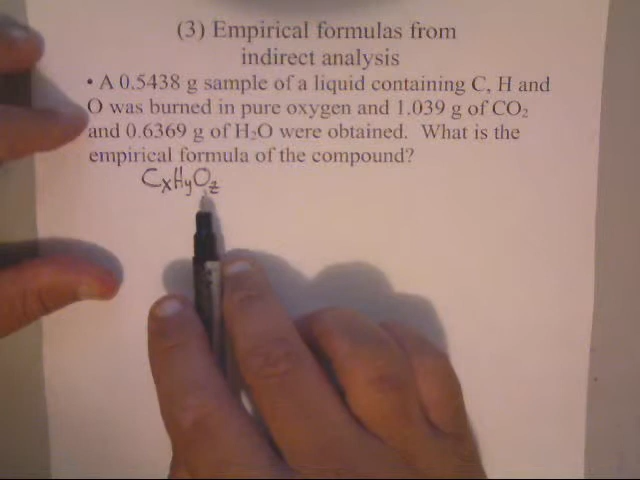 (3) Empirical formulas from
indirect analysis
• A 0.5438 g sample of a liquid containing C, H and
O was burned in pure oxygen and 1.039 g of CO₂
and 0.6369 g of H₂O were obtained. What is the
empirical formula of the compound?
CxHyOz